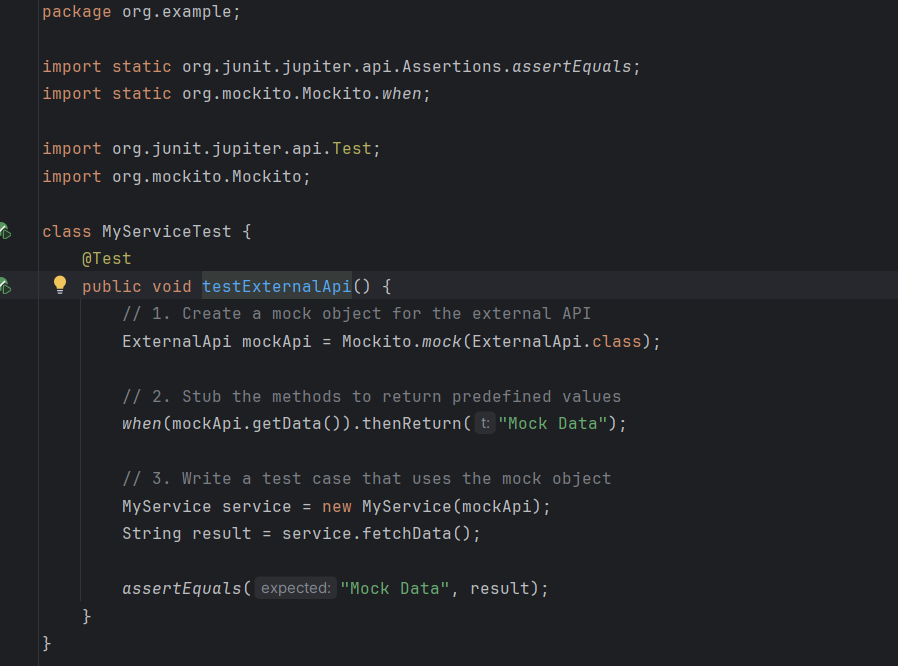 package org.example;
import static org.junit.jupiter.api.Assertions.assertEquals;
import static org.mockito.Mockito.when;
import org.junit.jupiter.api.Test;
import org.mockito.Mockito;
class MyServiceTest {
@Test
public void testExternalApi() {
// 1. Create a mock object for the external API
ExternalApi mockApi = Mockito.mock(ExternalApi.class);
// 2. Stub the methods to return predefined values
when(mockApi.getData()).thenReturn( t: "Mock Data");
// 3. Write a test case that uses the mock object
MyService service = new MyService(mockApi);
String result = service.fetchData();
assertEquals( expected: "Mock Data", result);
}
}